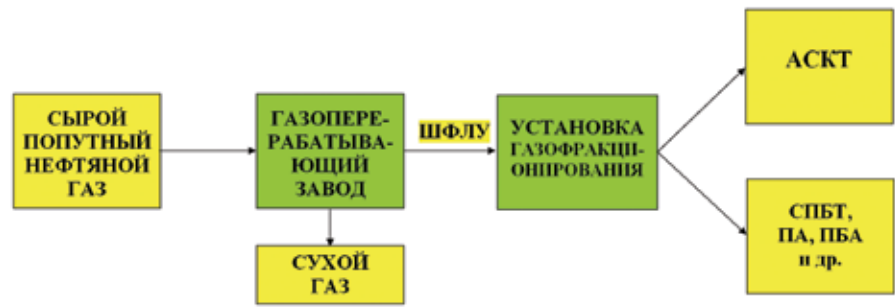 СЫРОЙ
ПОПУТНЫЙ
НЕФТЯНОЙ
ГАЗ
ГАЗОПЕРЕ-
РАБАТЫВА-
ЮЩИЙ
ЗАВОД
СУХОЙ
ГАЗ
ШФЛУ
УСТАНОВКА
ГАЗОФРАКЦИ-
ОНИРОВАНИЯ
АСКТ
СПБТ,
ПА, ПБА
и др.